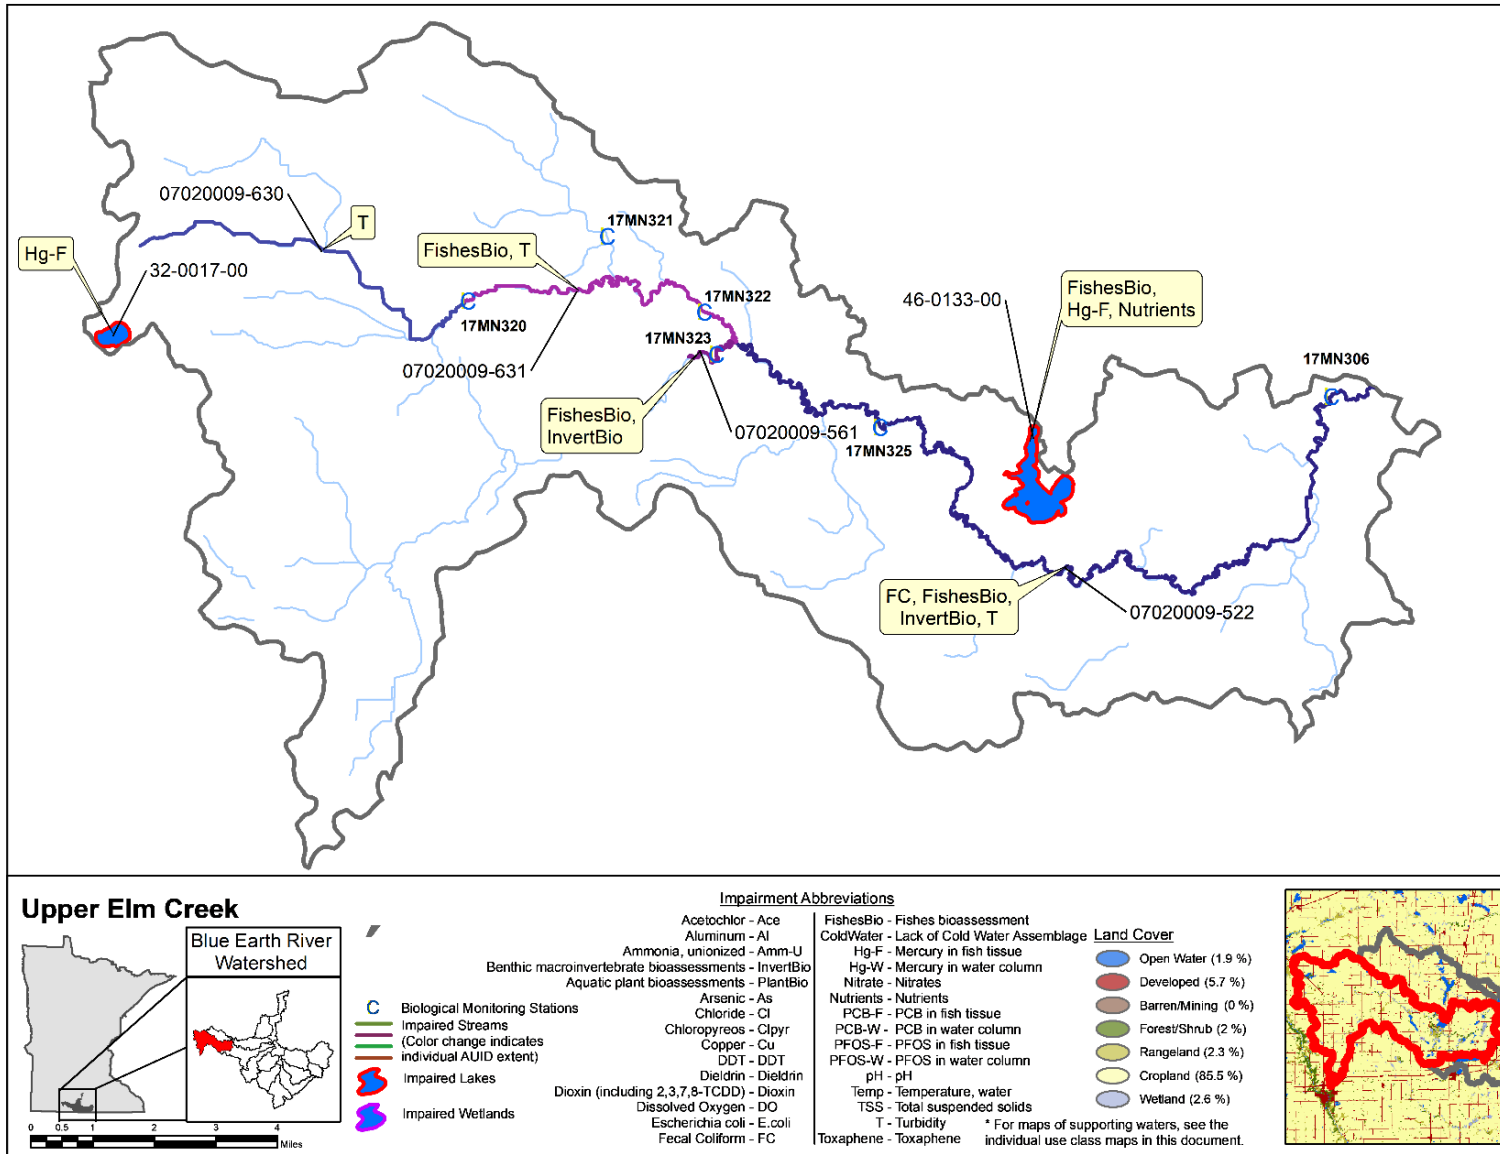 07020009-630
T
Hg-F
32-0017-00
17MN321
FishesBio, T
17MN320
07020009-631
17MN322
17MN323
FishesBio,
InvertBio
07020009-561
17MN325
46-0133-00
FishesBio,
Hg-F, Nutrients
17MN306
FC, FishesBio,
InvertBio, T
07020009-522
Upper Elm Creek
Blue Earth River
Watershed
0 0.5 1 2 3 4
Miles
C Biological Monitoring Stations
Impaired Streams
(Color change indicates
individual AUID extent)
Impaired Lakes
Impaired Wetlands
Impairment Abbreviations
Acetochlor - Ace
Aluminum - Al
Ammonia, unionized - Amm-U
Benthic macroinvertebrate bioassessments - InvertBio
Aquatic plant bioassessments - PlantBio
Arsenic - As
Chloride - Cl
Chloropyreos - Clpyr
Copper - Cu
DDT - DDT
Dieldrin - Dieldrin
Dioxin (including 2,3,7,8-TCDD) - Dioxin
Dissolved Oxygen - DO
Escherichia coli - E.coli
Fecal Coliform - FC
FishesBio - Fishes bioassessment
ColdWater - Lack of Cold Water Assemblage
Hg-F - Mercury in fish tissue
Hg-W - Mercury in water column
Nitrate - Nitrates
Nutrients - Nutrients
PCB-F - PCB in fish tissue
PCB-W - PCB in water column
PFOS-F - PFOS in fish tissue
PFOS-W - PFOS in water column
pH - pH
Temp - Temperature, water
TSS - Total suspended solids
T - Turbidity
Toxaphene - Toxaphene
* For maps of supporting waters, see the
individual use class maps in this document.
Land Cover
Open Water (1.9 %)
Developed (5.7 %)
Barren/Mining (0 %)
Forest/Shrub (2 %)
Rangeland (2.3 %)
Cropland (85.5 %)
Wetland (2.6 %)